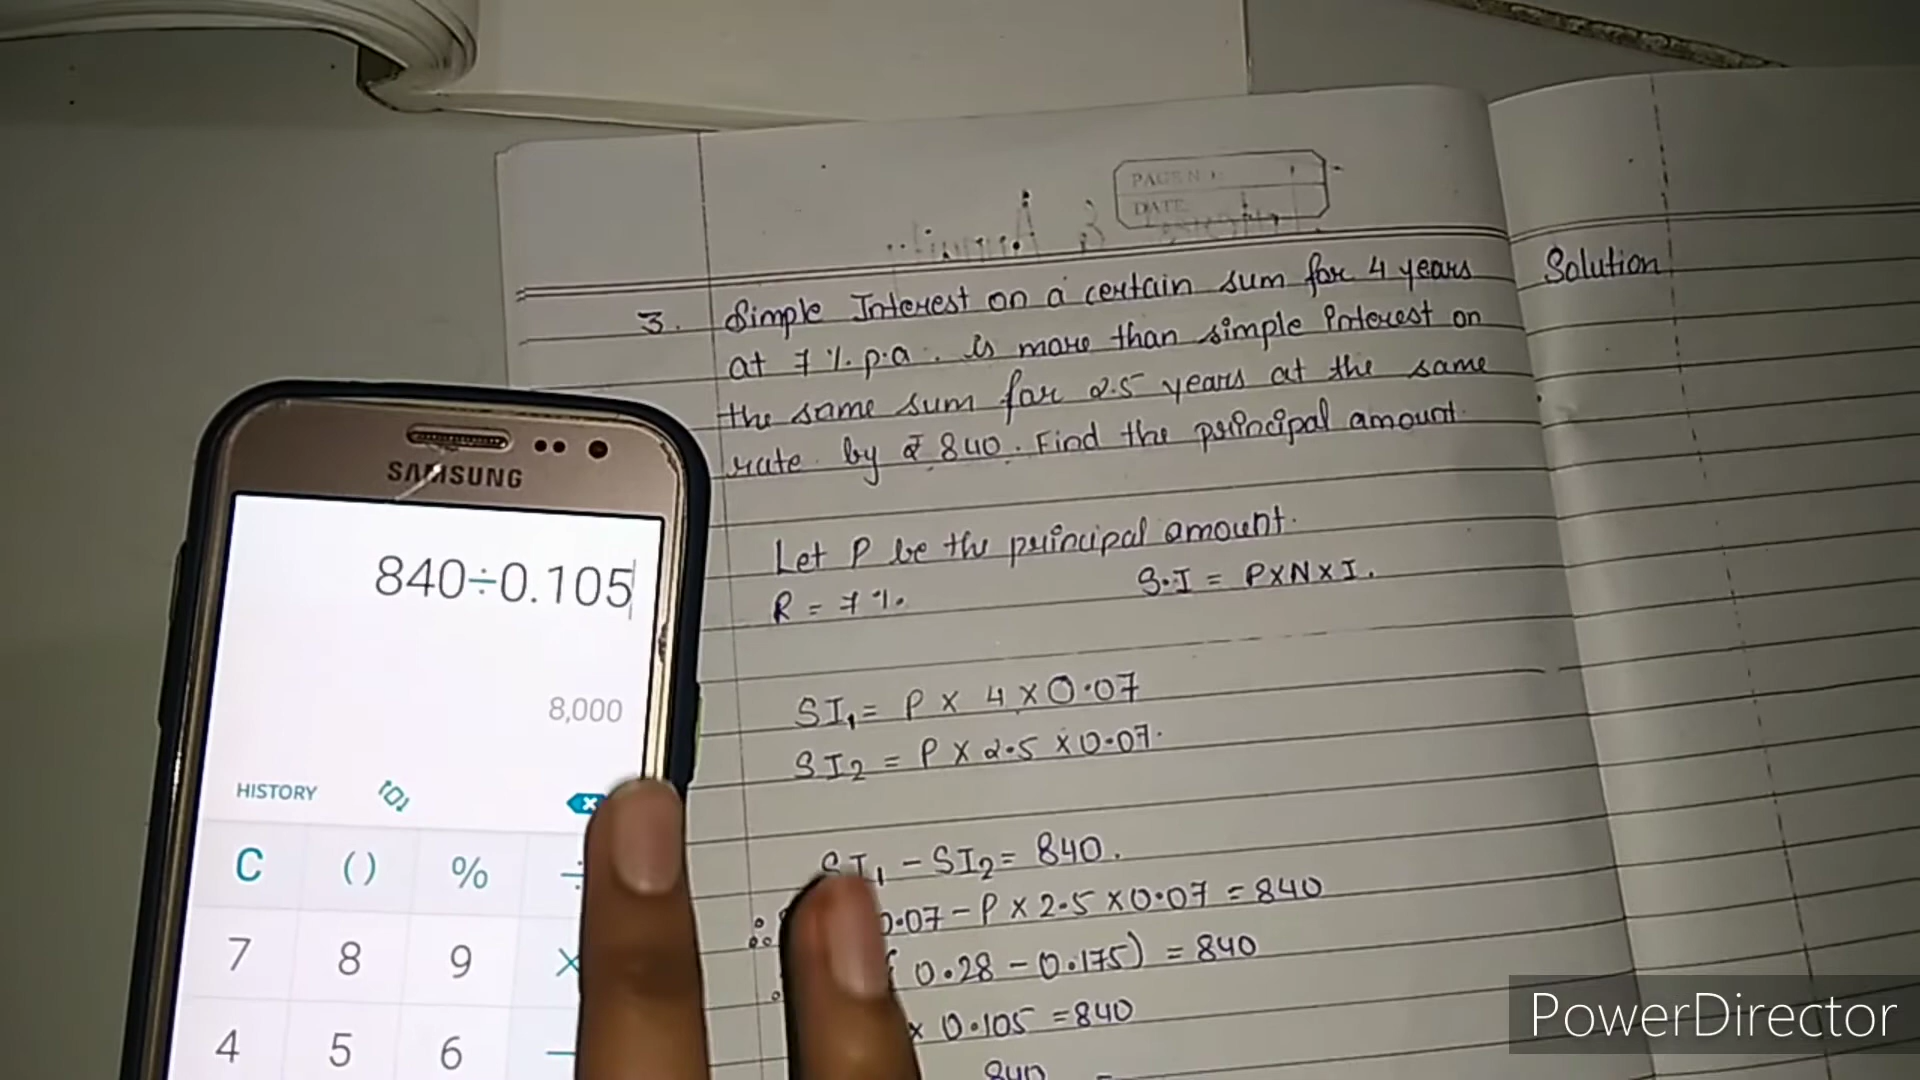 PAGE No
DATE
3. Simple Interest on a certain sum for 4 years
at 7 %. p.a. is more than simple interest on
the same sum for 2.5 years at the same
rate by ₹ 840. Find the principal amount.
Let P be the principal amount.
R = 7 %.
S.I = P×N×I.
SI₁ = P × 4 × 0.07
SI₂ = P × 2.5 × 0.07.
SI₁ - SI₂ = 840.
0.07 - P × 2.5 × 0.07 = 840
0.28 - 0.175) = 840
× 0.105 = 840
840
Solution
SAMSUNG
840÷0.105
8,000
HISTORY
C ( ) % ÷
7 8 9 ×
4 5 6 −
PowerDirector